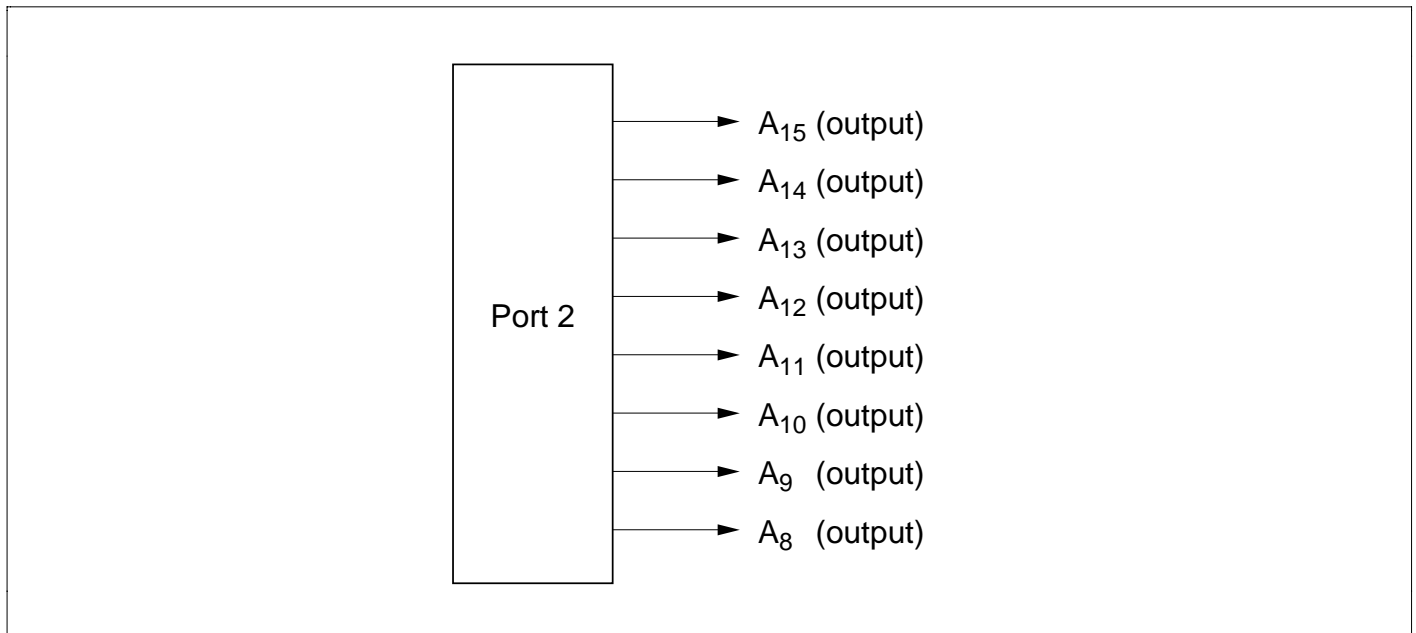 A15 (output)
A14 (output)
A13 (output)
A12 (output)
Port 2
A11 (output)
A10 (output)
A9 (output)
A8 (output)